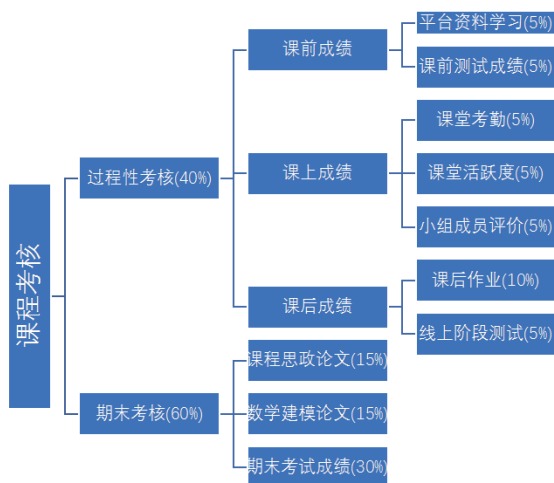 课程考核
过程性考核(40%)
课前成绩
平台资料学习(5%)
课前测试成绩(5%)
课上成绩
课堂考勤(5%)
课堂活跃度(5%)
小组成员评价(5%)
课后成绩
课后作业(10%)
线上阶段测试(5%)
期末考核(60%)
课程思政论文(15%)
数学建模论文(15%)
期末考试成绩(30%)